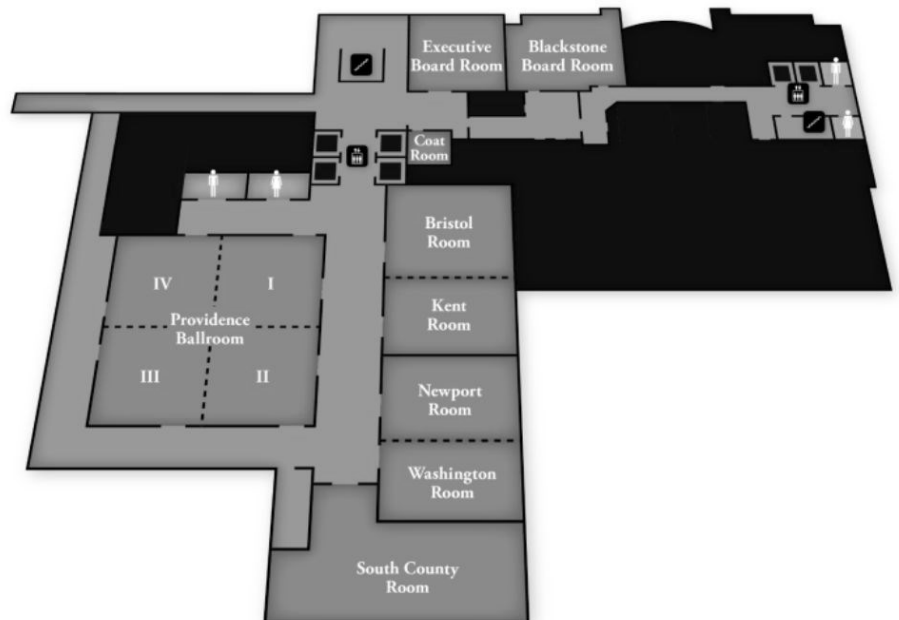 Executive
Board Room
Blackstone
Board Room
Coat
Room
Bristol
Room
IV
I
Kent
Room
Providence
Ballroom
III
II
Newport
Room
Washington
Room
South County
Room